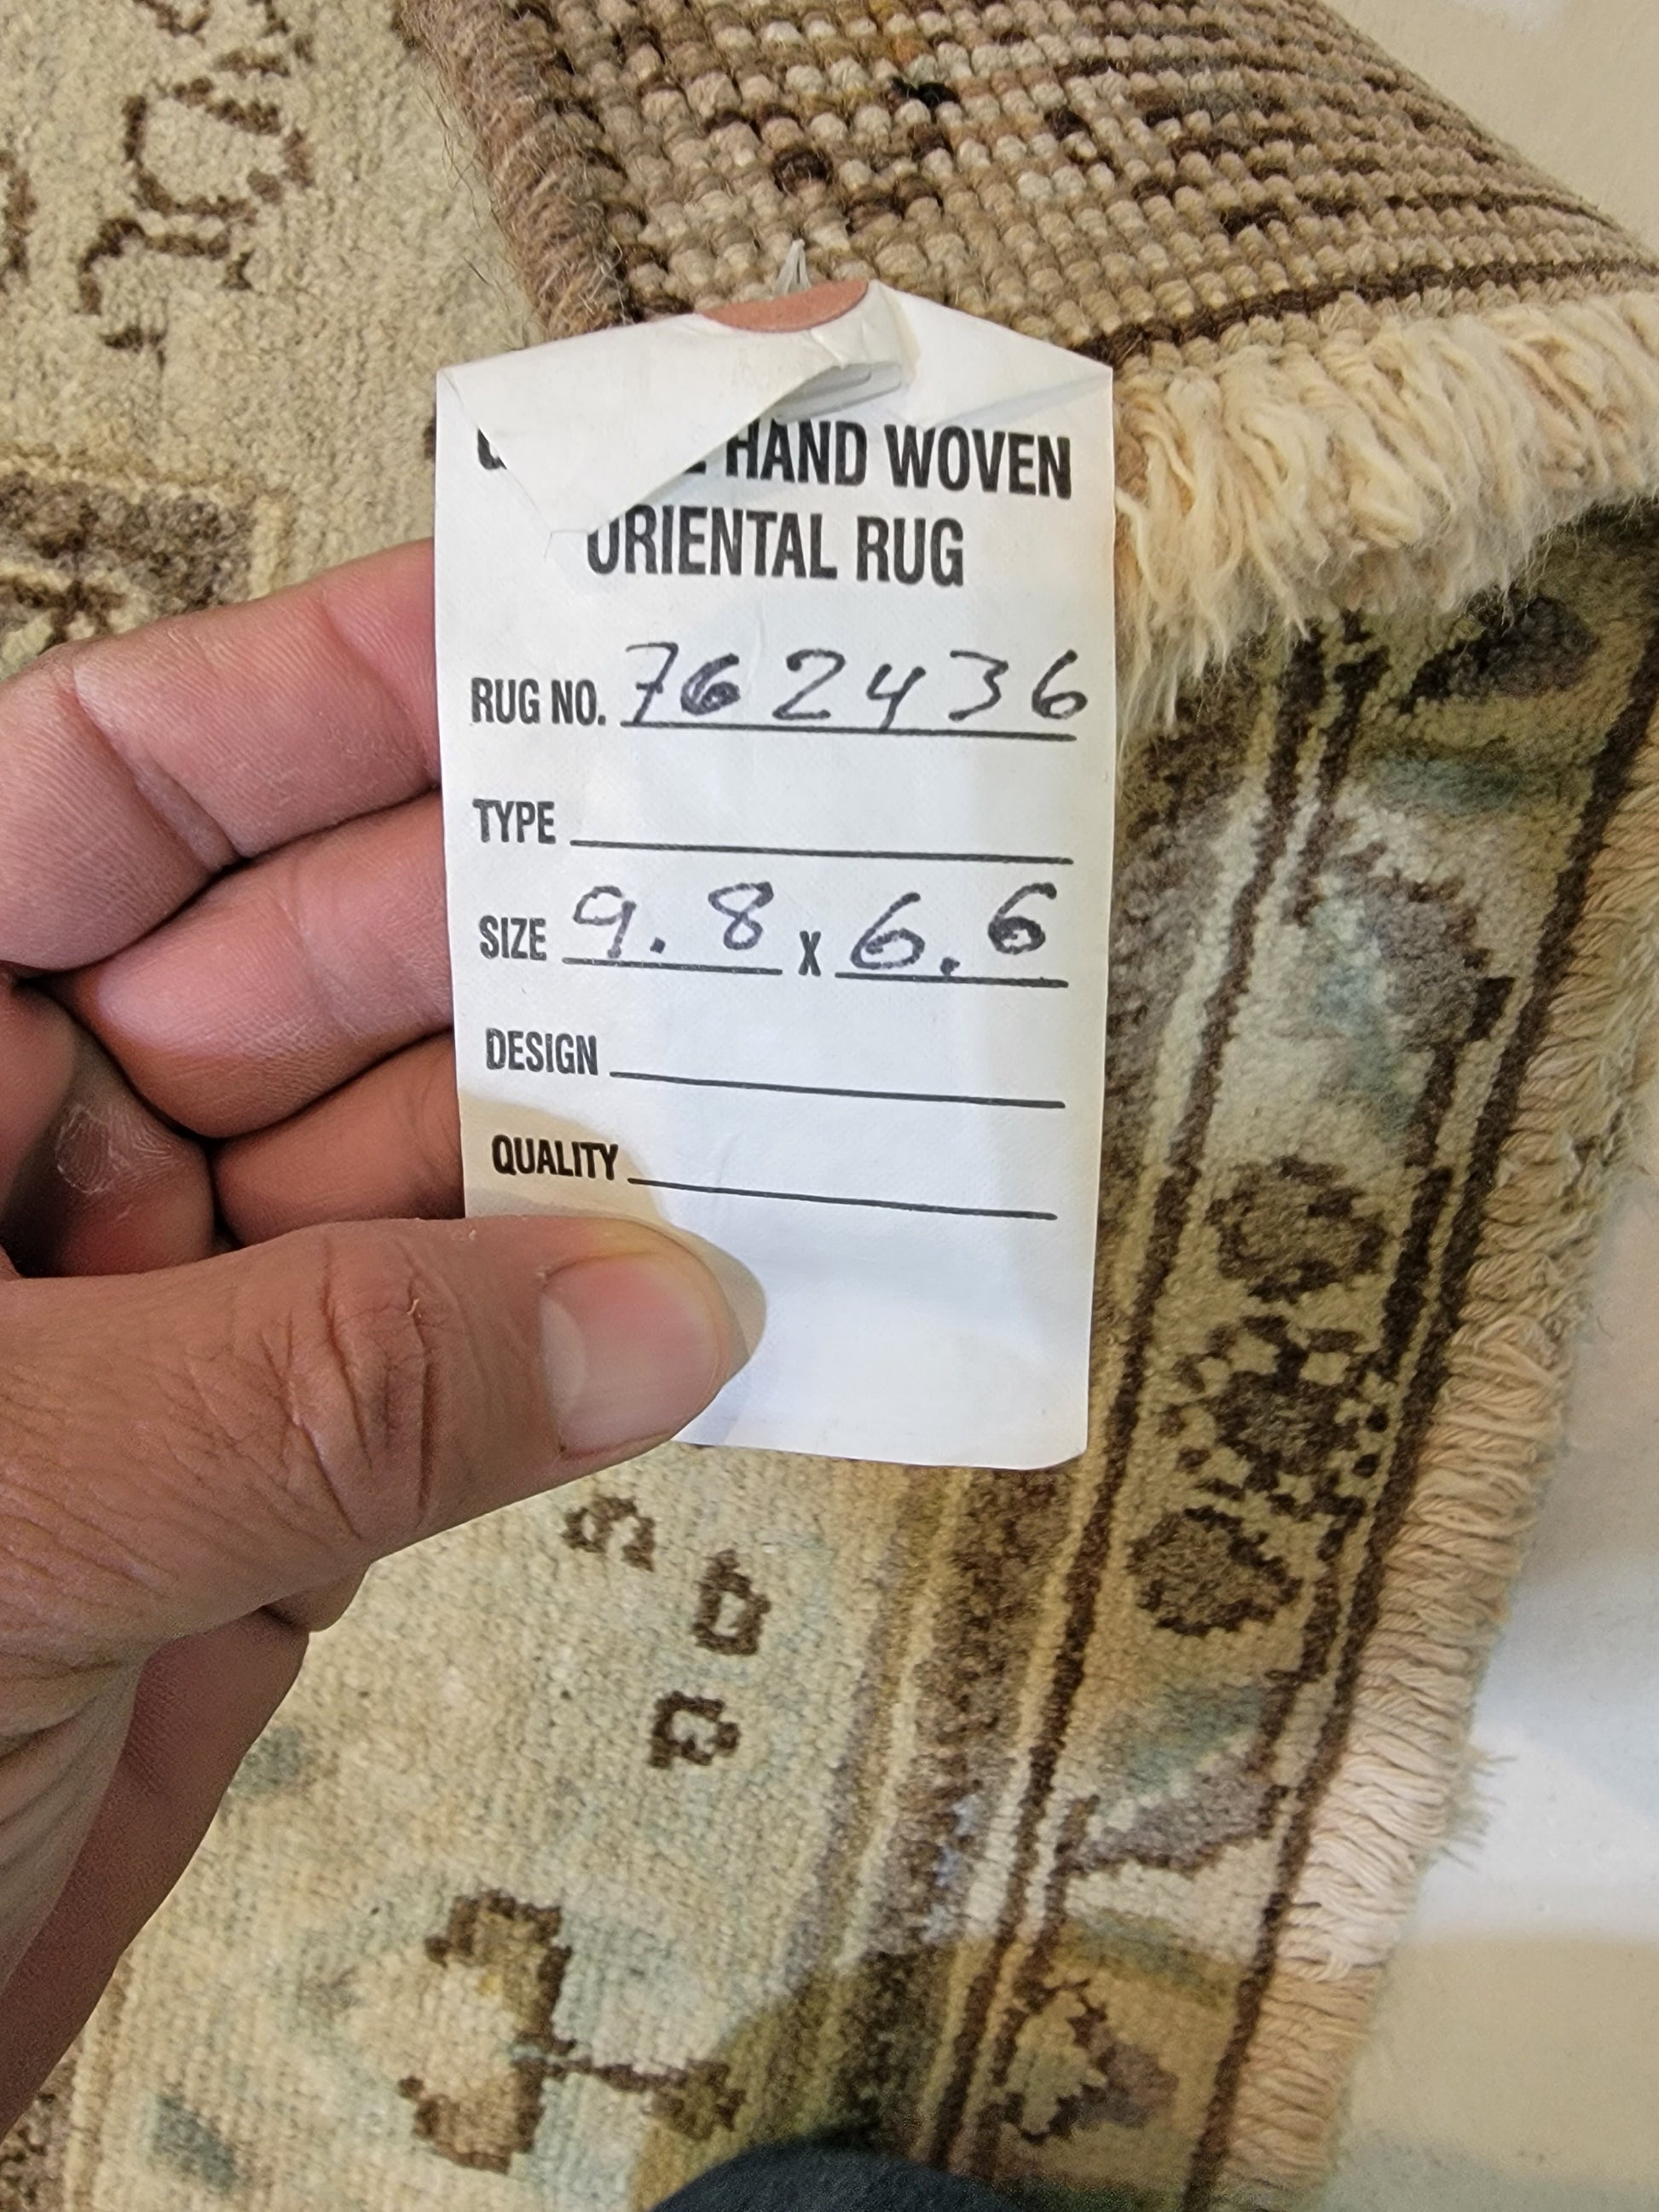 HAND WOVEN
ORIENTAL RUG
RUG NO. 762436
TYPE
SIZE 9.8 X 6.6
DESIGN
QUALITY